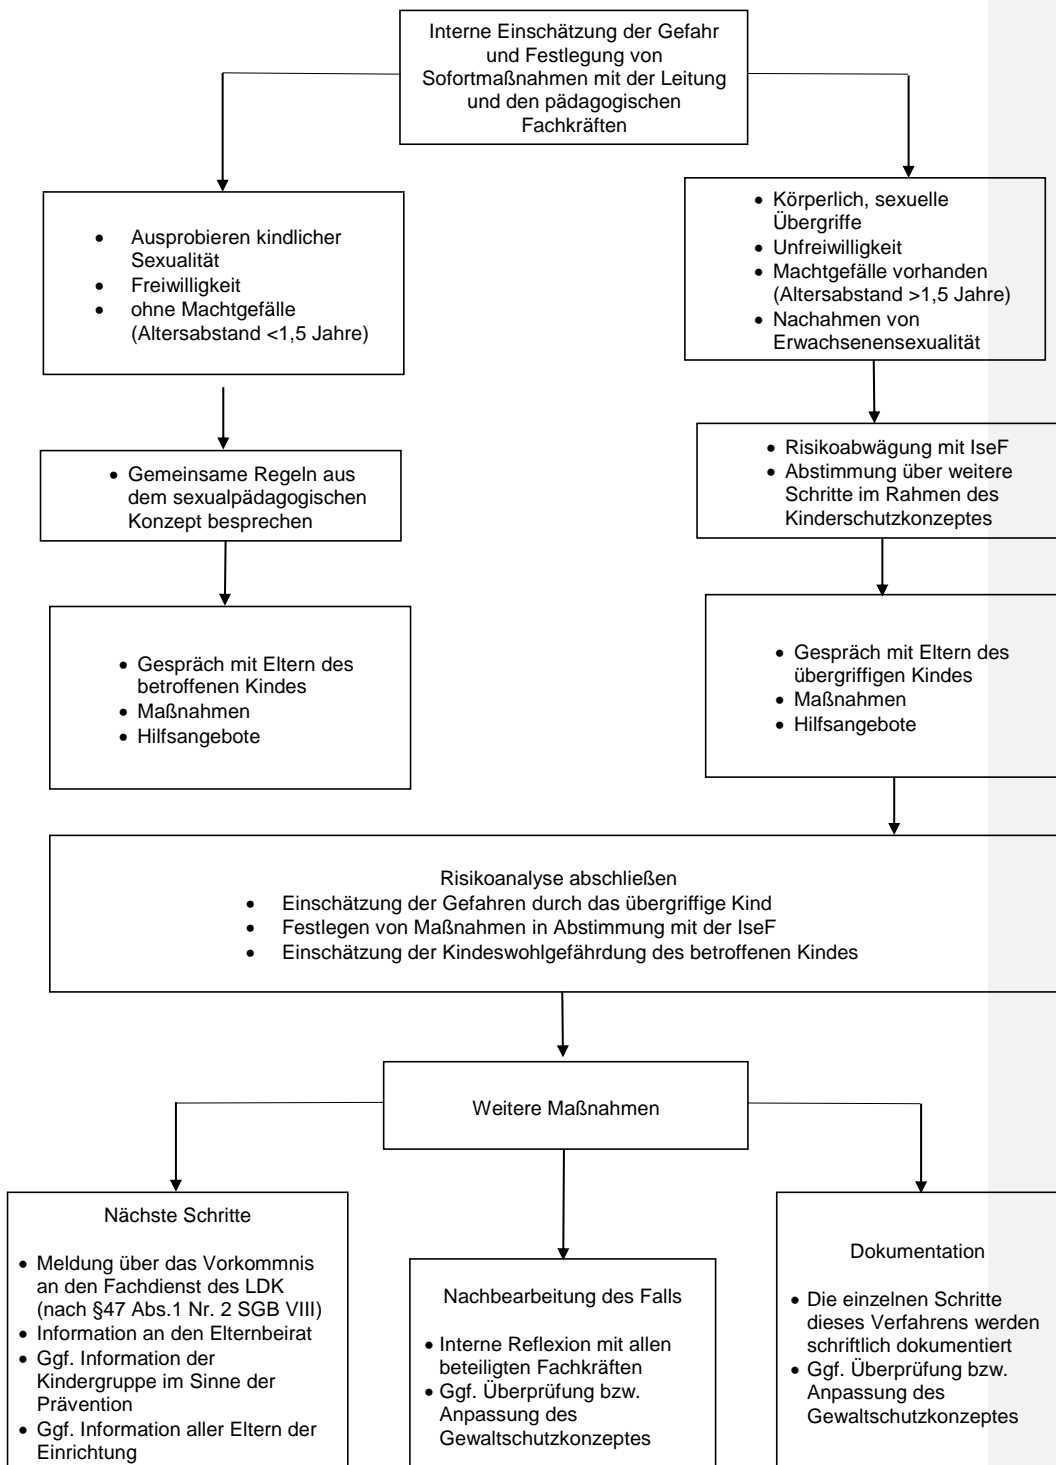 Interne Einschätzung der Gefahr
und Festlegung von
Sofortmaßnahmen mit der Leitung
und den pädagogischen
Fachkräften
• Ausprobieren kindlicher
Sexualität
• Freiwilligkeit
• ohne Machtgefälle
(Altersabstand <1,5 Jahre)
• Körperlich, sexuelle
Übergriffe
• Unfreiwilligkeit
• Machtgefälle vorhanden
(Altersabstand >1,5 Jahre)
• Nachahmen von
Erwachsenensexualität
• Gemeinsame Regeln aus
dem sexualpädagogischen
Konzept besprechen
• Risikoabwägung mit IseF
• Abstimmung über weitere
Schritte im Rahmen des
Kinderschutzkonzeptes
• Gespräch mit Eltern des
betroffenen Kindes
• Maßnahmen
• Hilfsangebote
• Gespräch mit Eltern des
übergriffigen Kindes
• Maßnahmen
• Hilfsangebote
Risikoanalyse abschließen
• Einschätzung der Gefahren durch das übergriffige Kind
• Festlegen von Maßnahmen in Abstimmung mit der IseF
• Einschätzung der Kindeswohlgefährdung des betroffenen Kindes
Weitere Maßnahmen
Nächste Schritte
• Meldung über das Vorkommnis
an den Fachdienst des LDK
(nach §47 Abs.1 Nr. 2 SGB VIII)
• Information an den Elternbeirat
• Ggf. Information der
Kindergruppe im Sinne der
Prävention
• Ggf. Information aller Eltern der
Einrichtung
Nachbearbeitung des Falls
• Interne Reflexion mit allen
beteiligten Fachkräften
• Ggf. Überprüfung bzw.
Anpassung des
Gewaltschutzkonzeptes
Dokumentation
• Die einzelnen Schritte
dieses Verfahrens werden
schriftlich dokumentiert
• Ggf. Überprüfung bzw.
Anpassung des
Gewaltschutzkonzeptes